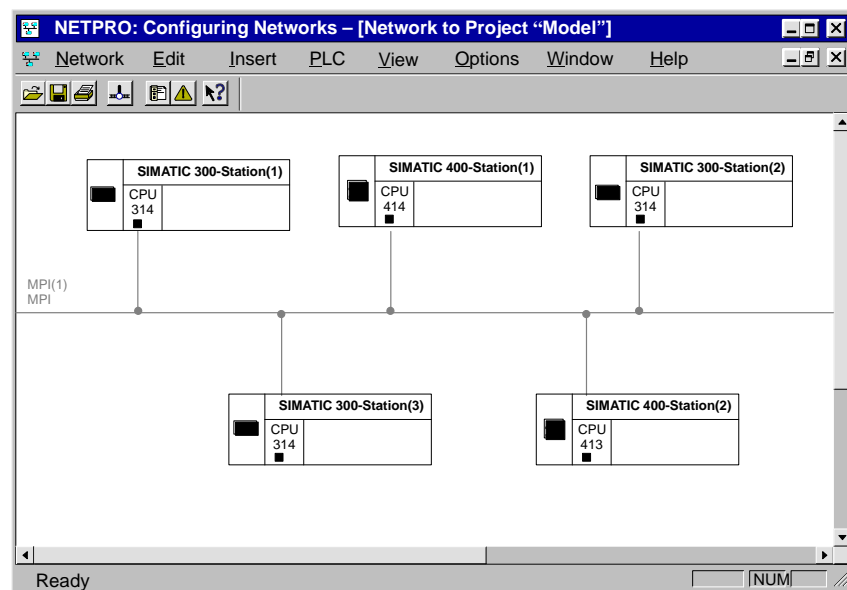 NETPRO: Configuring Networks – [Network to Project “Model”]
Network Edit Insert PLC View Options Window Help
SIMATIC 300-Station(1)
CPU
314
SIMATIC 400-Station(1)
CPU
414
SIMATIC 300-Station(2)
CPU
314
MPI(1)
MPI
SIMATIC 300-Station(3)
CPU
314
SIMATIC 400-Station(2)
CPU
413
Ready NUM